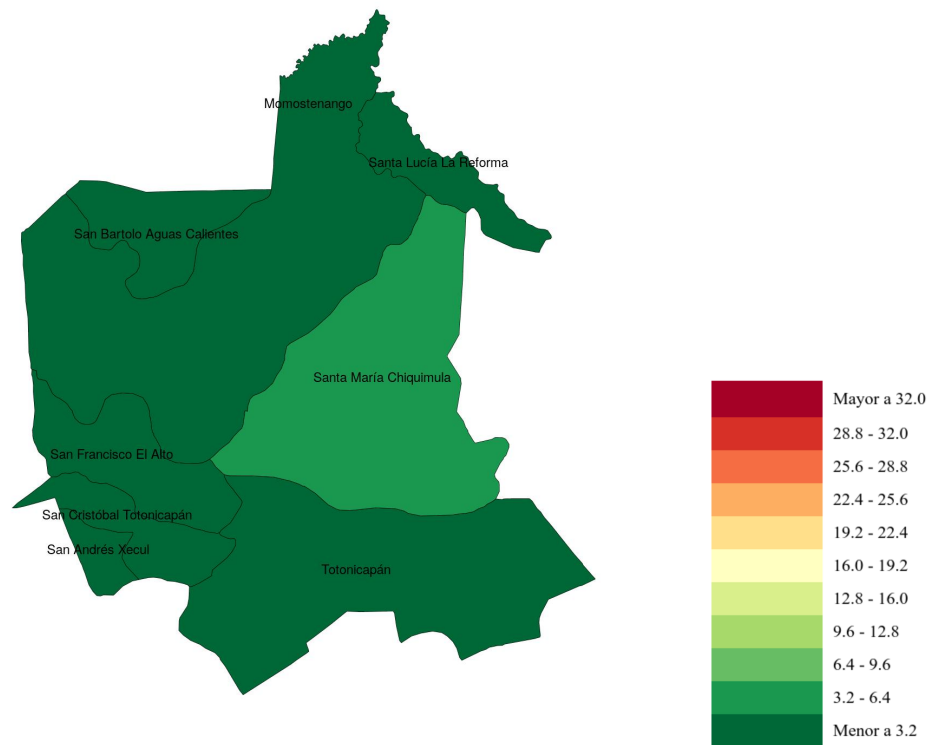 Momostenango
Santa Lucía La Reforma
San Bartolo Aguas Calientes
Santa María Chiquimula
San Francisco El Alto
San Cristóbal Totonicapán
San Andrés Xecul
Totonicapán
Mayor a 32.0
28.8 - 32.0
25.6 - 28.8
22.4 - 25.6
19.2 - 22.4
16.0 - 19.2
12.8 - 16.0
9.6 - 12.8
6.4 - 9.6
3.2 - 6.4
Menor a 3.2